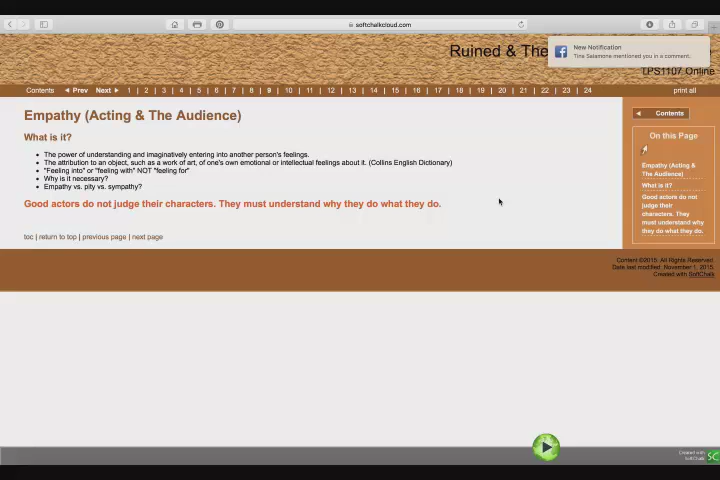 softchalkcloud.com
Ruined & The
New Notification
Tina Salamone mentioned you in a comment.
TPS1107 Online
Contents ◀ Prev Next ▶ 1 | 2 | 3 | 4 | 5 | 6 | 7 | 8 | 9 | 10 | 11 | 12 | 13 | 14 | 15 | 16 | 17 | 18 | 19 | 20 | 21 | 22 | 23 | 24 print all
Empathy (Acting & The Audience)
What is it?
• The power of understanding and imaginatively entering into another person's feelings.
• The attribution to an object, such as a work of art, of one's own emotional or intellectual feelings about it. (Collins English Dictionary)
• "Feeling into" or "feeling with" NOT "feeling for"
• Why is it necessary?
• Empathy vs. pity vs. sympathy?
Good actors do not judge their characters. They must understand why they do what they do.
toc | return to top | previous page | next page
◀ Contents
On this Page
Empathy (Acting &
The Audience)
What is it?
Good actors do not
judge their
characters. They
must understand why
they do what they do.
Content ©2015. All Rights Reserved.
Date last modified: November 1, 2015.
Created with SoftChalk
Created with
SoftChalk
SC